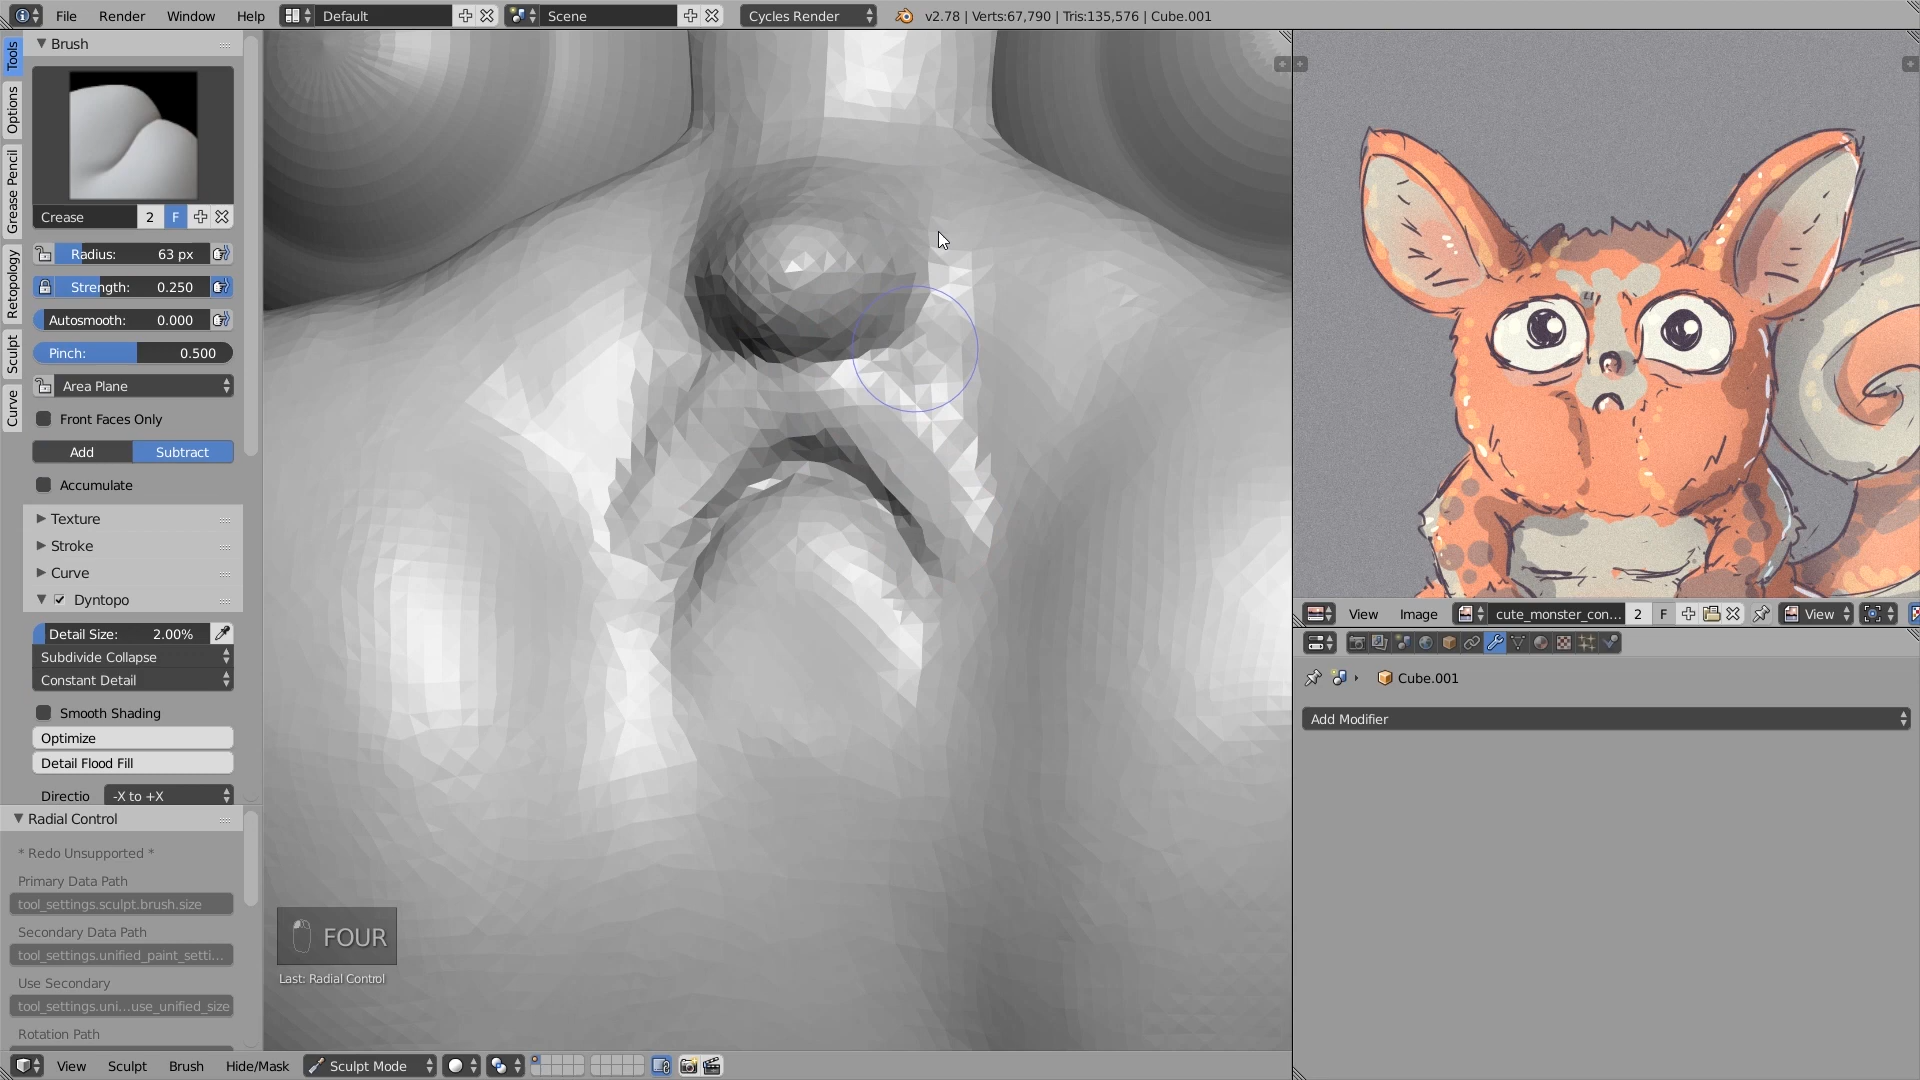 File Render Window Help Default Scene Cycles Render v2.78 | Verts:67,790 | Tris:135,576 | Cube.001
Tools
Options
Grease Pencil
Retopology
Sculpt
Curve
Brush
Crease 2 F
Radius: 63 px
Strength: 0.250
Autosmooth: 0.000
Pinch: 0.500
Area Plane
Front Faces Only
Add Subtract
Accumulate
Texture
Stroke
Curve
Dyntopo
Detail Size: 2.00%
Subdivide Collapse
Constant Detail
Smooth Shading
Optimize
Detail Flood Fill
Directio -X to +X
Radial Control
* Redo Unsupported *
Primary Data Path
tool_settings.sculpt.brush.size
Secondary Data Path
tool_settings.unified_paint_setti...
Use Secondary
tool_settings.uni...use_unified_size
Rotation Path
FOUR
Last: Radial Control
View Sculpt Brush Hide/Mask Sculpt Mode
View Image cute_monster_con... 2 F View
Cube.001
Add Modifier